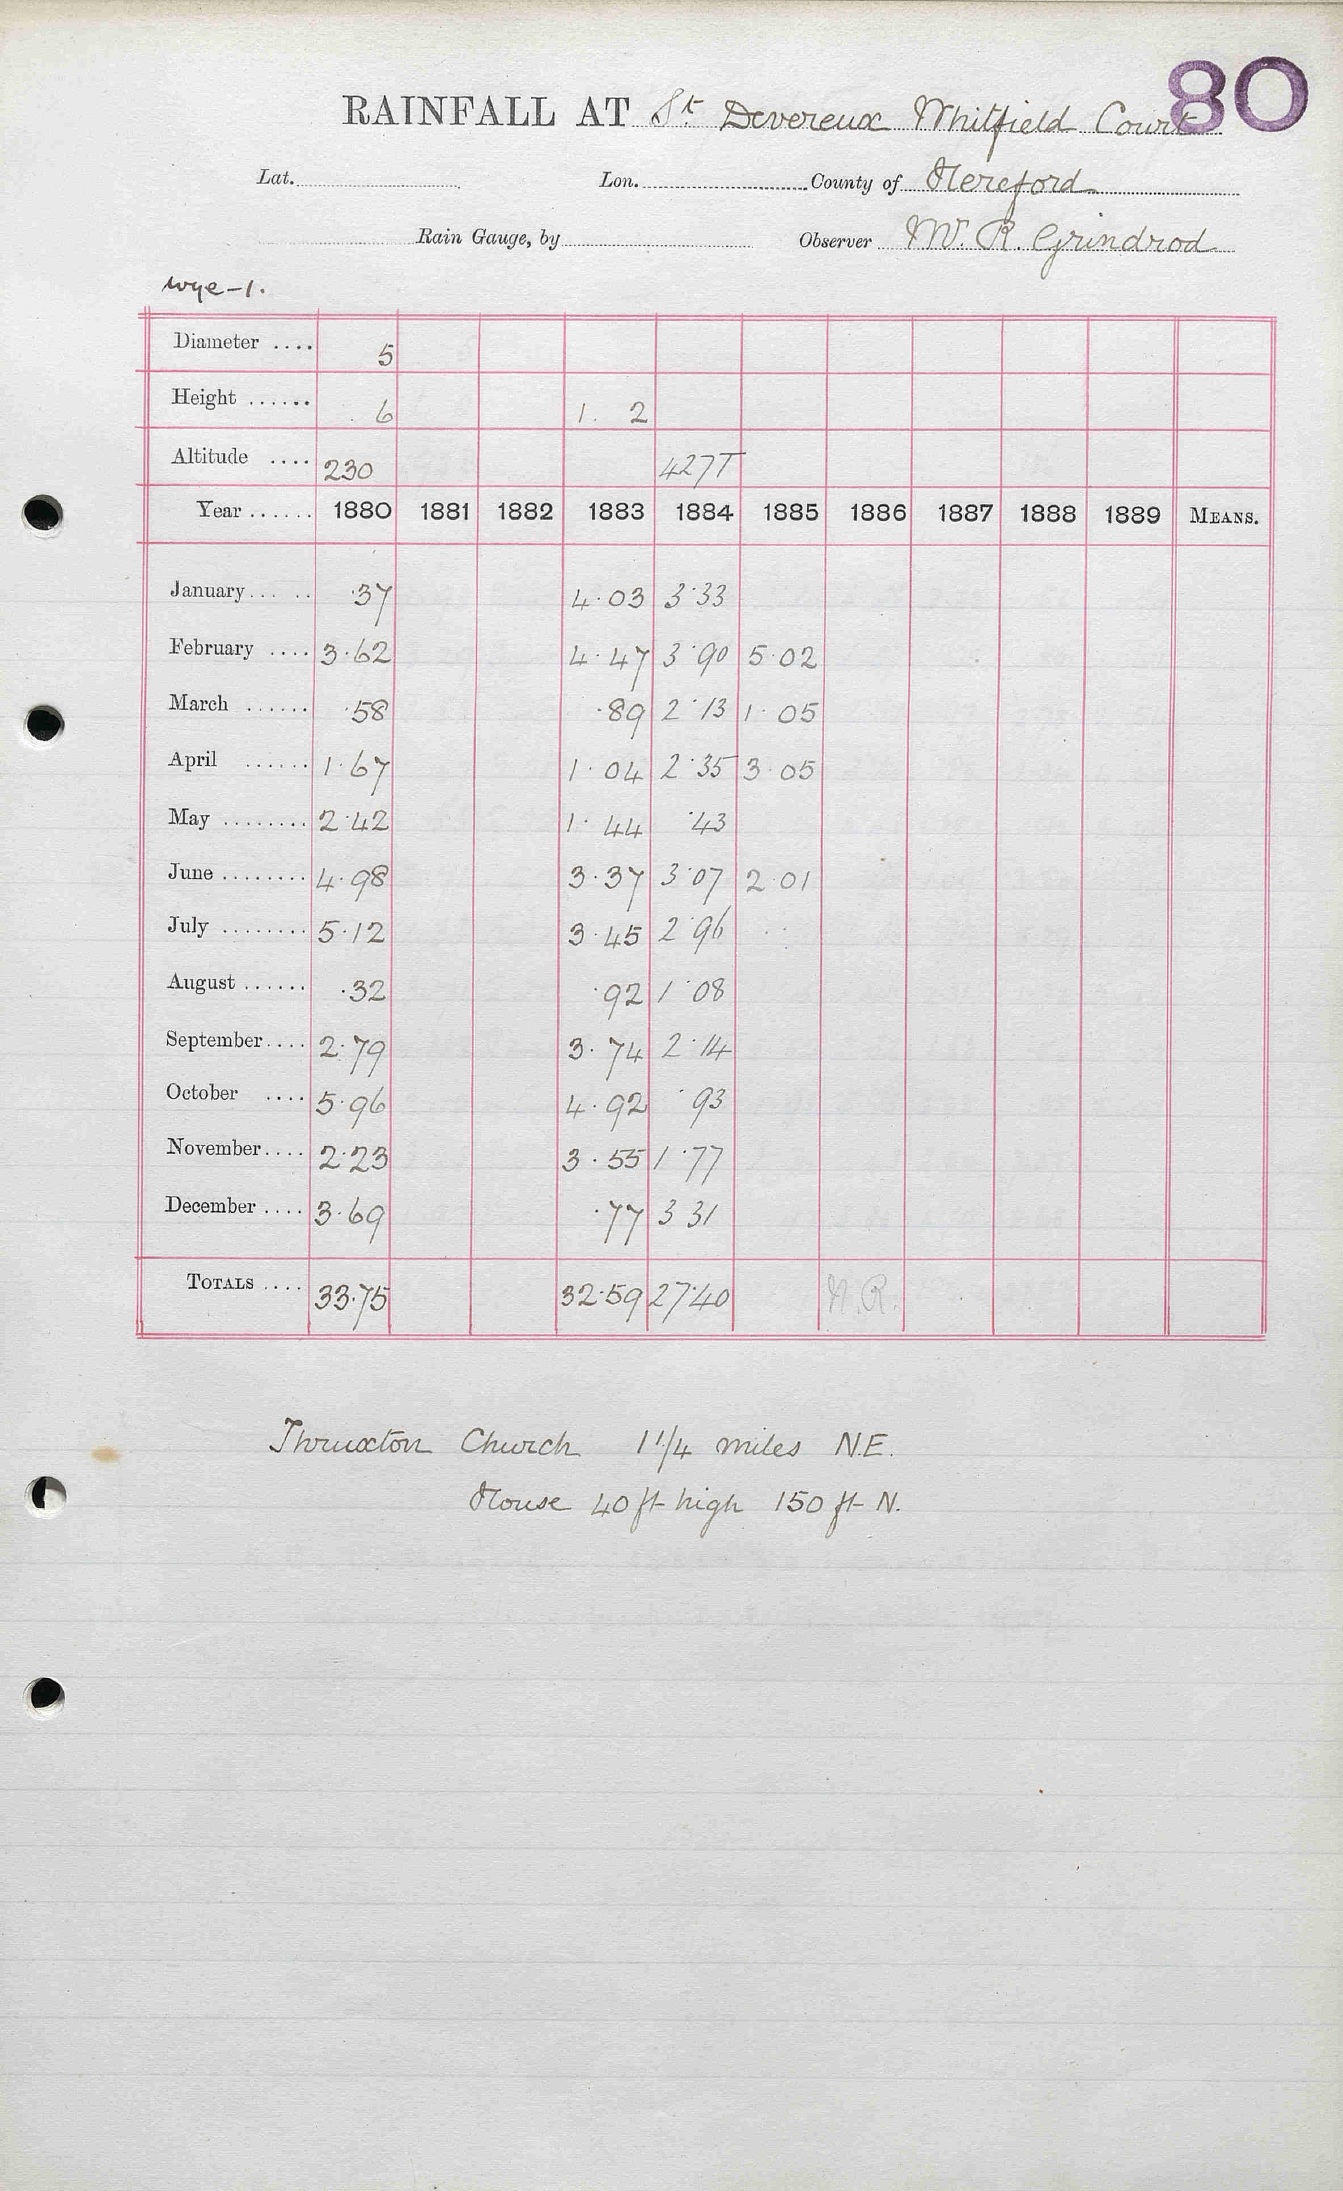 80
RAINFALL AT St Devereux Whitfield Court
Lat. Lon. County of Hereford
Rain Gauge, by Observer W. R. Grindrod
Wye-1.
Diameter .... 5
Height ...... 6 1. 2
Altitude .... 230 427T
Year ...... 1880 1881 1882 1883 1884 1885 1886 1887 1888 1889 MEANS.
January ... .. ·37 4·03 3·33
February .... 3·62 4·47 3·90 5·02
March ...... ·58 ·89 2·13 1·05
April ...... 1·67 1·04 2·35 3·05
May ........ 2·42 1·44 ·43
June ........ 4·98 3·37 3·07 2·01
July ........ 5·12 3·45 2·96
August ...... ·32 ·92 1·08
September .... 2·79 3·74 2·14
October .... 5·96 4·92 ·93
November .... 2·23 3·55 1·77
December .... 3·69 ·77 3 31
TOTALS .... 33·75 32·59 27·40 N.R.
Thruxton Church 1 1/4 miles N.E.
House 40 ft high 150 ft N.